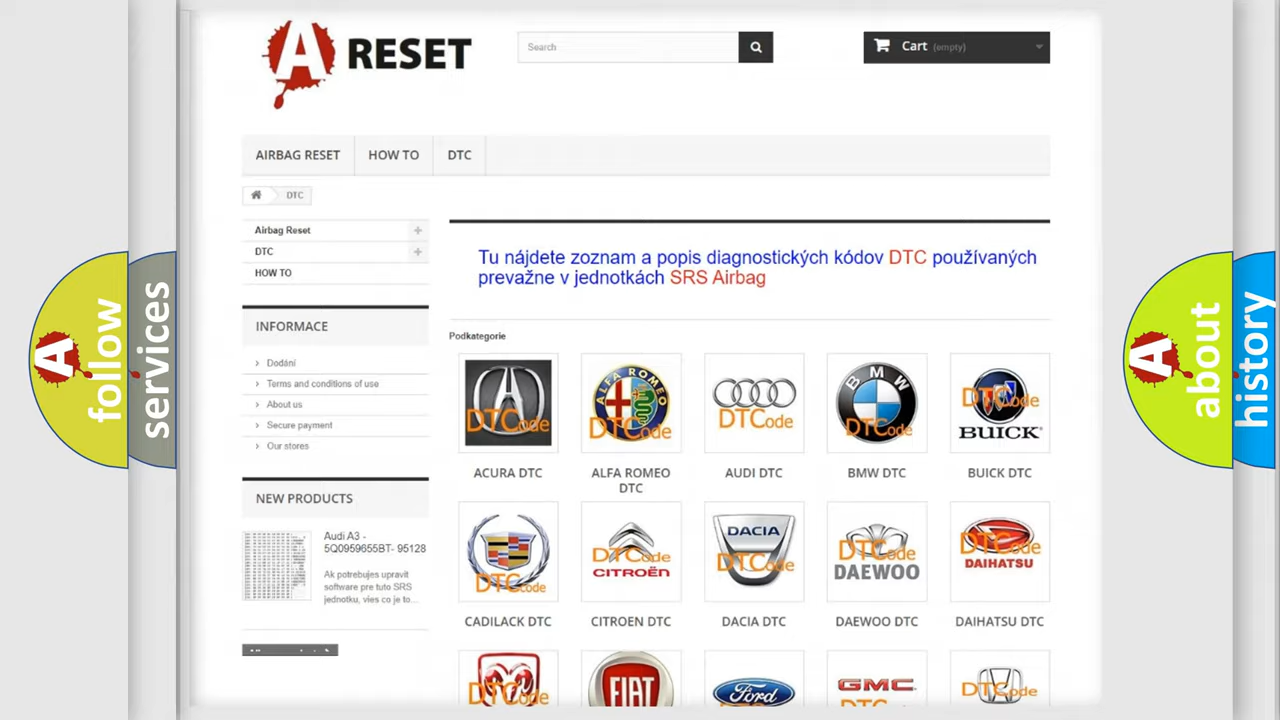 A RESET
Search
Cart (empty)
AIRBAG RESET
HOW TO
DTC
DTC
Airbag Reset
DTC
HOW TO
Tu nájdete zoznam a popis diagnostických kódov DTC používaných
prevažne v jednotkách SRS Airbag
INFORMACE
Dodání
Terms and conditions of use
About us
Secure payment
Our stores
NEW PRODUCTS
Audi A3 -
5Q0959655BT- 95128
Ak potrebujes upravit
software pre tuto SRS
jednotku, vies co je to...
Podkategorie
DTCode
ALFA ROMEO
DTCode
DTCode
BMW
DTCode
DTCode
BUICK
ACURA DTC
ALFA ROMEO
DTC
AUDI DTC
BMW DTC
BUICK DTC
DTCode
DTCode
CITROËN
DACIA
DTCode
DTCode
DAEWOO
DTCode
DAIHATSU
CADILACK DTC
CITROEN DTC
DACIA DTC
DAEWOO DTC
DAIHATSU DTC
DTCode
FIAT
Ford
GMC
DTCode
A follow
services
A about
history